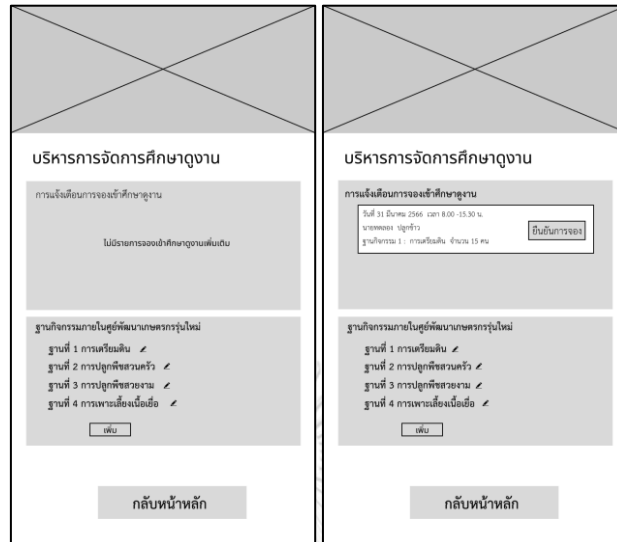 บริหารการจัดการศึกษาดูงาน
การแจ้งเตือนการจองเข้าศึกษาดูงาน
ไม่มีรายการจองเข้าศึกษาดูงานเพิ่มเติม
ฐานกิจกรรมภายในศูย์พัฒนาเกษตรกรรุ่นใหม่
ฐานที่ 1 การเตรียมดิน
ฐานที่ 2 การปลูกพืชสวนครัว
ฐานที่ 3 การปลูกพืชสวยงาม
ฐานที่ 4 การเพาะเลี้ยงเนื้อเยื่อ
เพิ่ม
กลับหน้าหลัก
บริหารการจัดการศึกษาดูงาน
การแจ้งเตือนการจองเข้าศึกษาดูงาน
วันที่ 31 มีนาคม 2566 เวลา 8.00 -15.30 น.
นายทดลอง ปลูกข้าว
ฐานกิจกรรม 1 : การเตรียมดิน จำนวน 15 คน
ยืนยันการจอง
ฐานกิจกรรมภายในศูย์พัฒนาเกษตรกรรุ่นใหม่
ฐานที่ 1 การเตรียมดิน
ฐานที่ 2 การปลูกพืชสวนครัว
ฐานที่ 3 การปลูกพืชสวยงาม
ฐานที่ 4 การเพาะเลี้ยงเนื้อเยื่อ
เพิ่ม
กลับหน้าหลัก